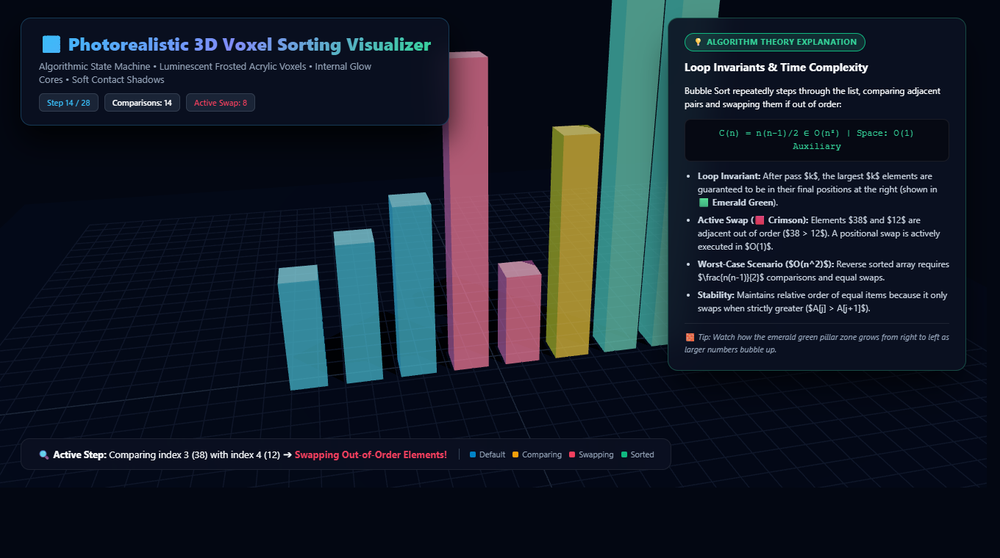 🟦 Photorealistic 3D Voxel Sorting Visualizer
Algorithmic State Machine • Luminescent Frosted Acrylic Voxels • Internal Glow
Cores • Soft Contact Shadows
Step 14 / 28
Comparisons: 14
Active Swap: 8
💡 ALGORITHM THEORY EXPLANATION
Loop Invariants & Time Complexity
Bubble Sort repeatedly steps through the list, comparing adjacent
pairs and swapping them if out of order:
C(n) = n(n−1)/2 ∈ O(n²) | Space: O(1)
Auxiliary
• Loop Invariant: After pass $k$, the largest $k$ elements are
guaranteed to be in their final positions at the right (shown in
🟩 Emerald Green).
• Active Swap (🟥 Crimson): Elements $38$ and $12$ are
adjacent out of order ($38 > 12$). A positional swap is actively
executed in $O(1)$.
• Worst-Case Scenario ($O(n^2)$): Reverse sorted array requires
$\frac{n(n-1)}{2}$ comparisons and equal swaps.
• Stability: Maintains relative order of equal items because it only
swaps when strictly greater ($A[j] > A[j+1]$).
🧱 Tip: Watch how the emerald green pillar zone grows from right to left as
larger numbers bubble up.
🔍 Active Step: Comparing index 3 (38) with index 4 (12) ➔ Swapping Out-of-Order Elements!
Default
Comparing
Swapping
Sorted